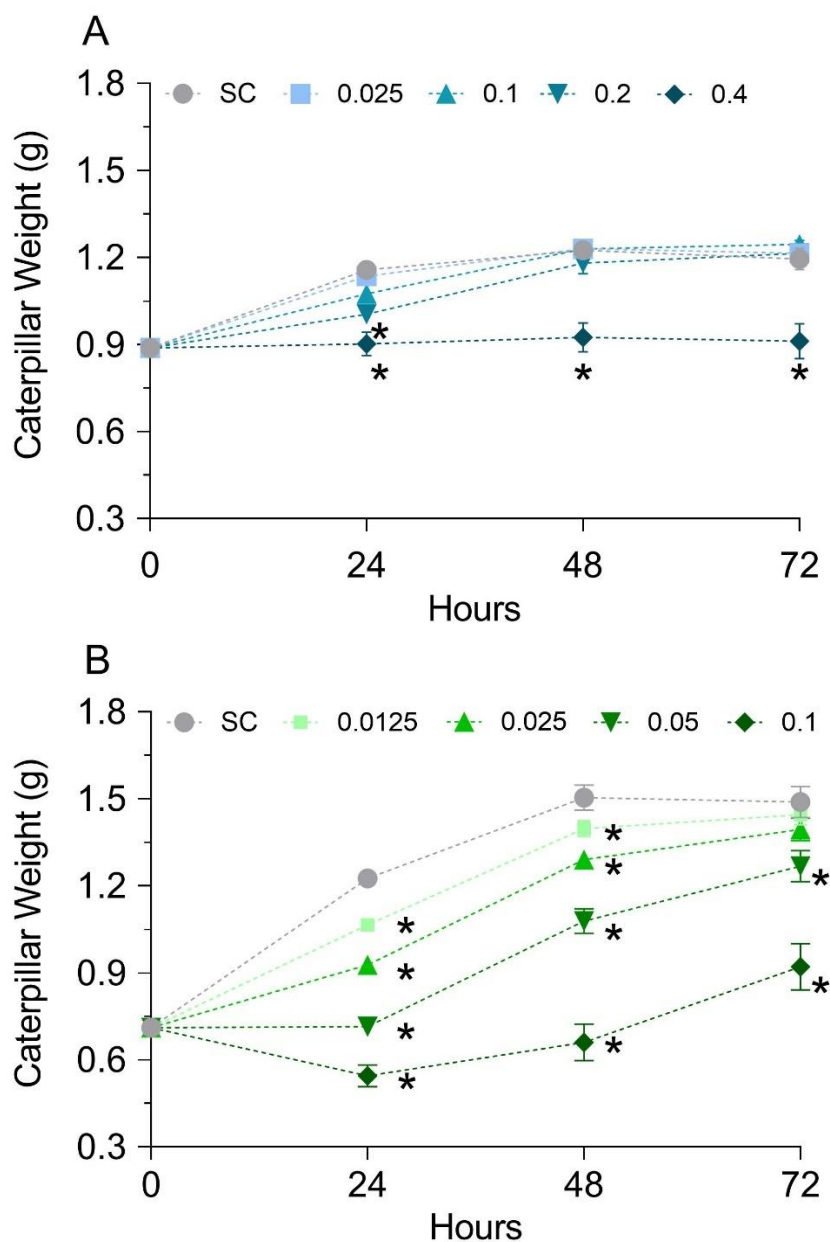 A
SC 0.025 0.1 0.2 0.4
Caterpillar Weight (g)
1.8
1.5
1.2
0.9
0.6
0.3
* * * *
0 24 48 72
Hours
B
SC 0.0125 0.025 0.05 0.1
Caterpillar Weight (g)
1.8
1.5
1.2
0.9
0.6
0.3
* * * * * * * * * *
0 24 48 72
Hours